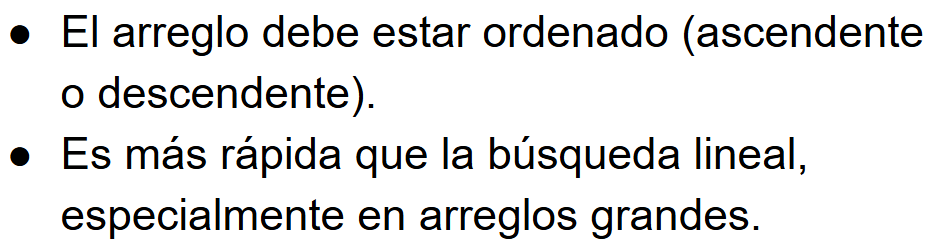 ● El arreglo debe estar ordenado (ascendente
o descendente).
● Es más rápida que la búsqueda lineal,
especialmente en arreglos grandes.